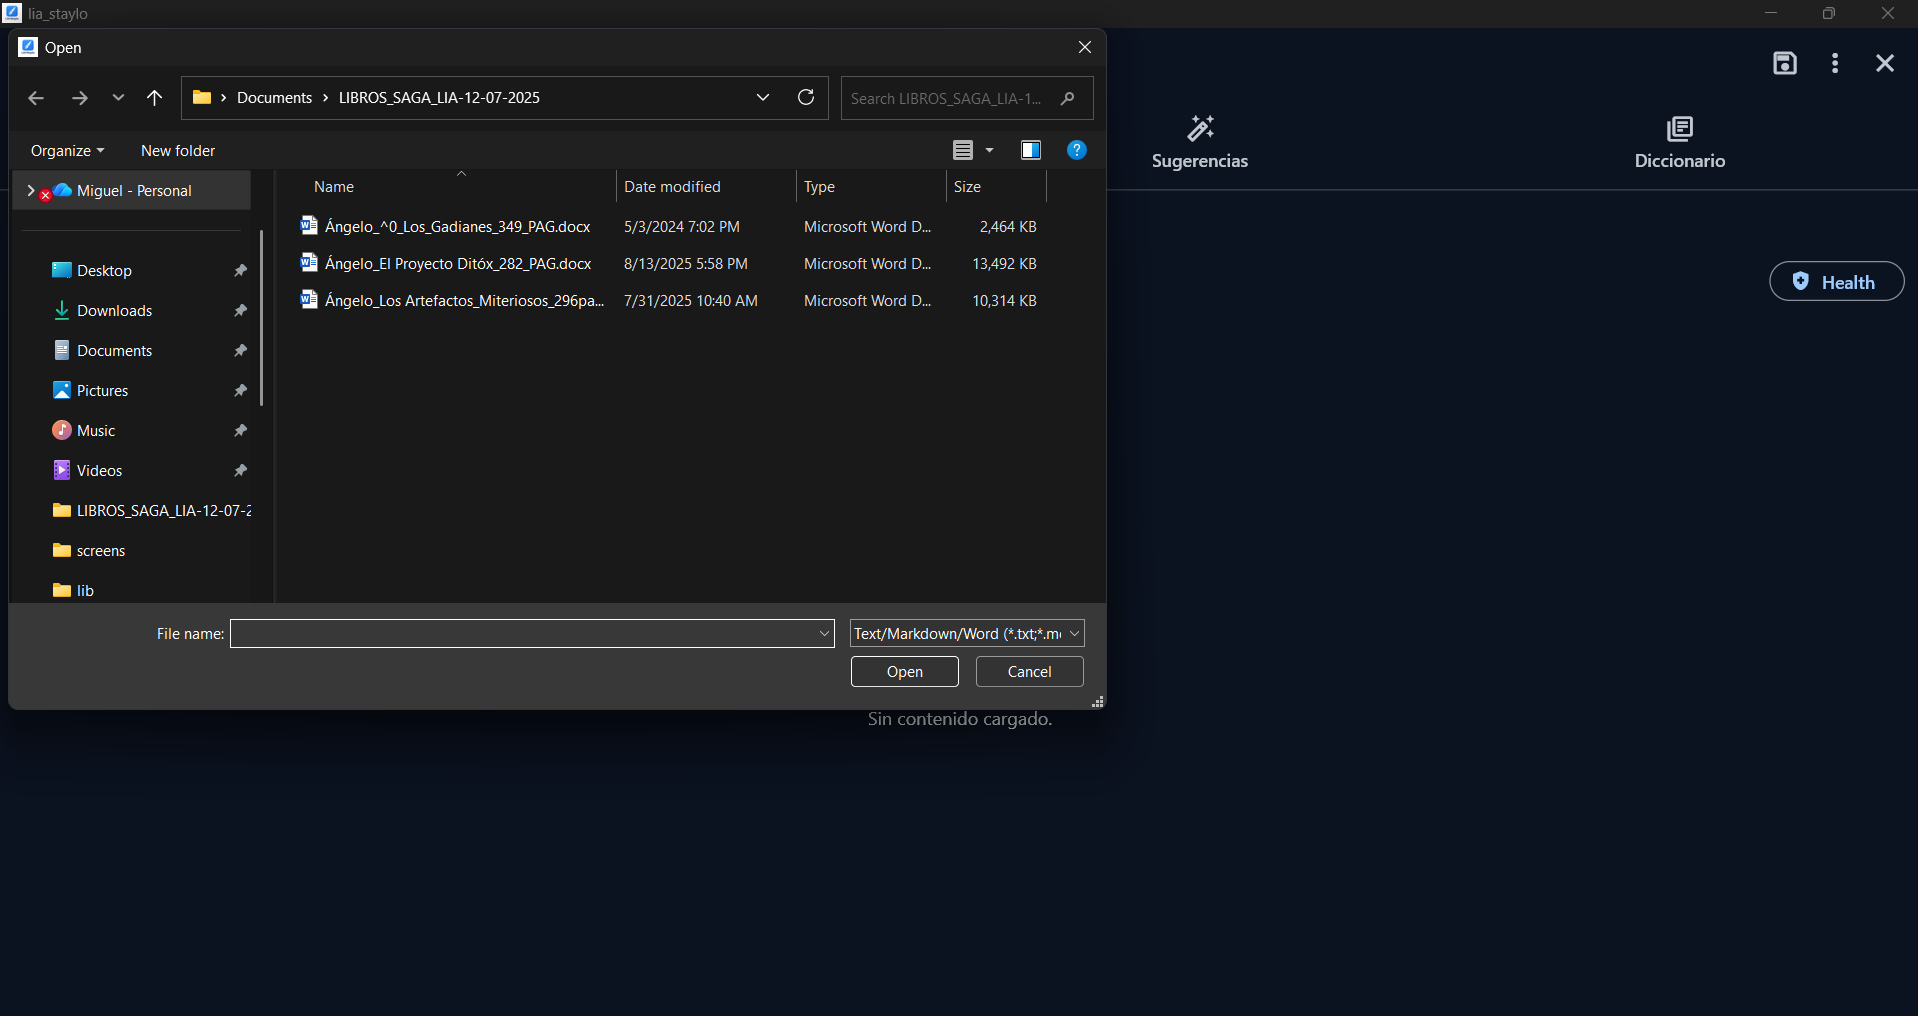 lia_staylo
Open
Documents > LIBROS_SAGA_LIA-12-07-2025
Search LIBROS_SAGA_LIA-1...
Organize
New folder
Sugerencias
Diccionario
Miguel - Personal
Name
Date modified
Type
Size
Ángelo_^0_Los_Gadianes_349_PAG.docx 5/3/2024 7:02 PM Microsoft Word D... 2,464 KB
Ángelo_El Proyecto Ditóx_282_PAG.docx 8/13/2025 5:58 PM Microsoft Word D... 13,492 KB
Ángelo_Los Artefactos_Miteriosos_296pa... 7/31/2025 10:40 AM Microsoft Word D... 10,314 KB
Desktop
Downloads
Documents
Pictures
Music
Videos
LIBROS_SAGA_LIA-12-07-2
screens
lib
Health
File name:
Text/Markdown/Word (*.txt;*.m
Open
Cancel
Sin contenido cargado.